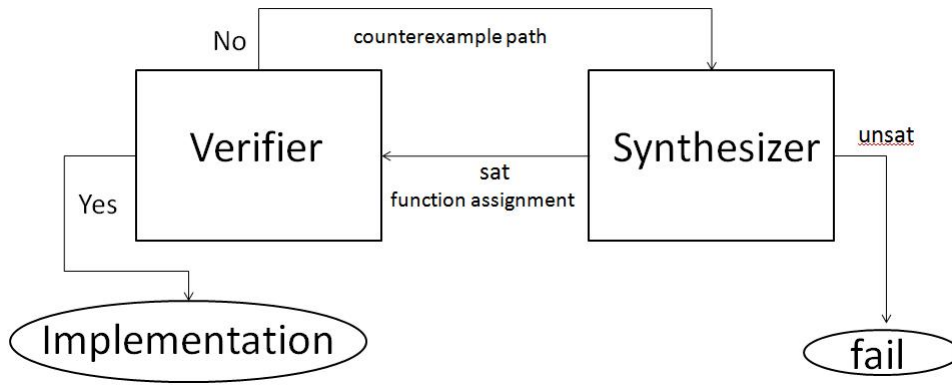 No
counterexample path
Verifier
Synthesizer
unsat
sat
function assignment
Yes
Implementation
fail